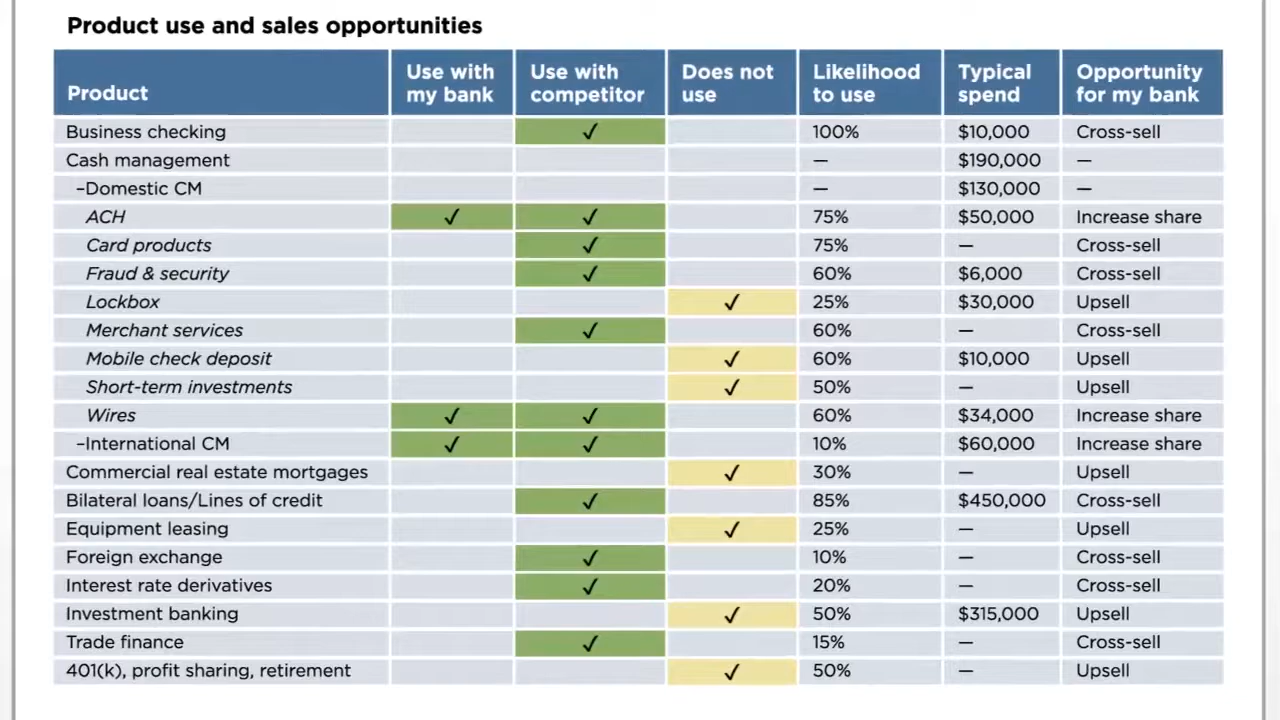 Product use and sales opportunities
Product Use with my bank Use with competitor Does not use Likelihood to use Typical spend Opportunity for my bank
Business checking ✓ 100% $10,000 Cross-sell
Cash management — $190,000 —
–Domestic CM — $130,000 —
ACH ✓ ✓ 75% $50,000 Increase share
Card products ✓ 75% — Cross-sell
Fraud & security ✓ 60% $6,000 Cross-sell
Lockbox ✓ 25% $30,000 Upsell
Merchant services ✓ 60% — Cross-sell
Mobile check deposit ✓ 60% $10,000 Upsell
Short-term investments ✓ 50% — Upsell
Wires ✓ ✓ 60% $34,000 Increase share
–International CM ✓ ✓ 10% $60,000 Increase share
Commercial real estate mortgages ✓ 30% — Upsell
Bilateral loans/Lines of credit ✓ 85% $450,000 Cross-sell
Equipment leasing ✓ 25% — Upsell
Foreign exchange ✓ 10% — Cross-sell
Interest rate derivatives ✓ 20% — Cross-sell
Investment banking ✓ 50% $315,000 Upsell
Trade finance ✓ 15% — Cross-sell
401(k), profit sharing, retirement ✓ 50% — Upsell